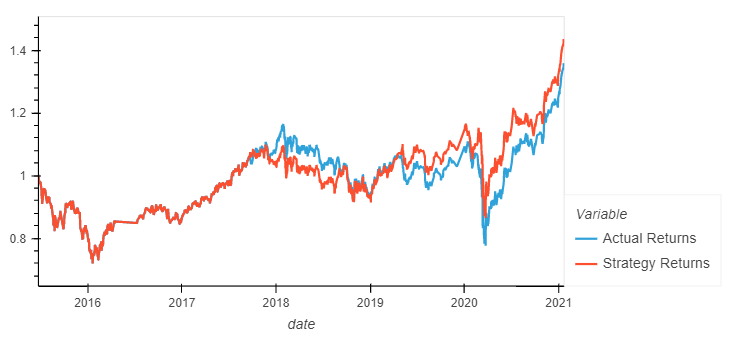 1.4
1.2
1
0.8
2016 2017 2018 2019 2020 2021
date
Variable
Actual Returns
Strategy Returns